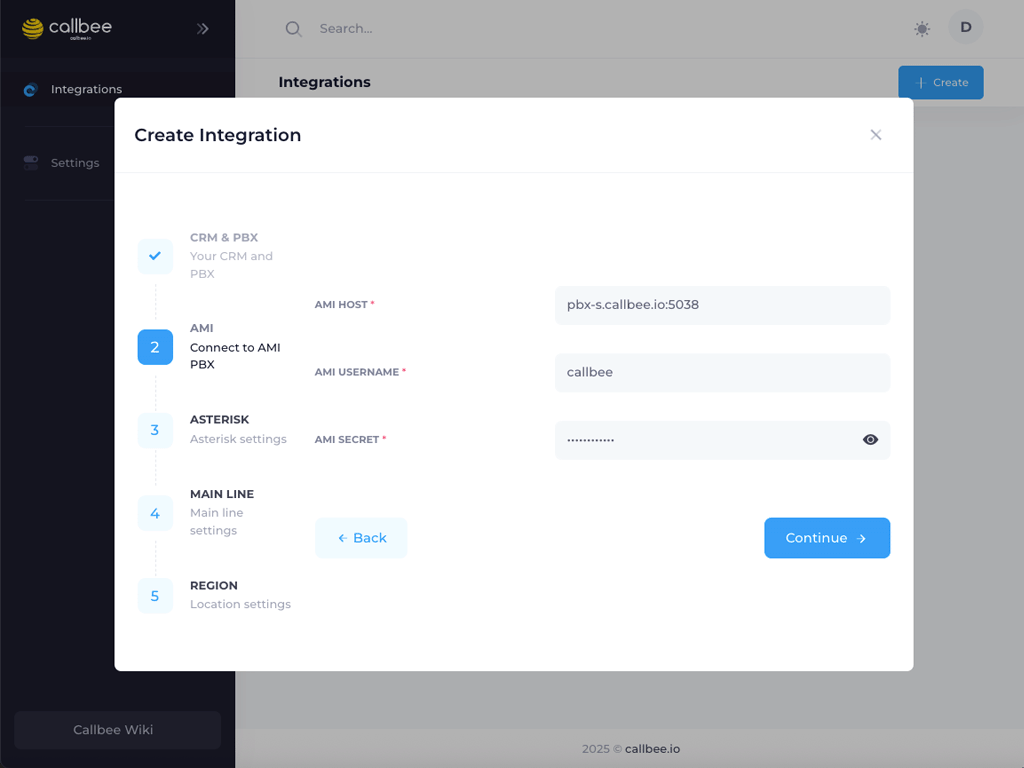 callbee
callbee.io
Search...
D
Integrations
Settings
Integrations
Create
Create Integration
CRM & PBX
Your CRM and
PBX
2
AMI
Connect to AMI
PBX
3
ASTERISK
Asterisk settings
4
MAIN LINE
Main line
settings
5
REGION
Location settings
AMI HOST *
pbx-s.callbee.io:5038
AMI USERNAME *
callbee
AMI SECRET *
••••••••••••
← Back
Continue →
Callbee Wiki
2025 © callbee.io